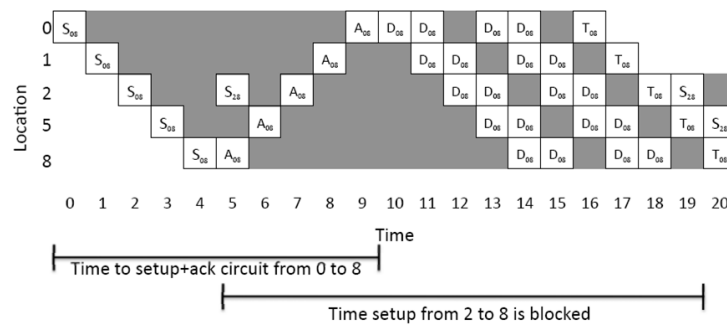 0 S₀₈ A₀₈ D₀₈ D₀₈ D₀₈ D₀₈ T₀₈
1 S₀₈ A₀₈ D₀₈ D₀₈ D₀₈ D₀₈ T₀₈
2 S₀₈ S₂₈ A₀₈ D₀₈ D₀₈ D₀₈ D₀₈ T₀₈ S₂₈
5 S₀₈ A₀₈ D₀₈ D₀₈ D₀₈ D₀₈ T₀₈ S₂₈
8 S₀₈ A₀₈ D₀₈ D₀₈ D₀₈ D₀₈ T₀₈
Location
0 1 2 3 4 5 6 7 8 9 10 11 12 13 14 15 16 17 18 19 20
Time
Time to setup+ack circuit from 0 to 8
Time setup from 2 to 8 is blocked